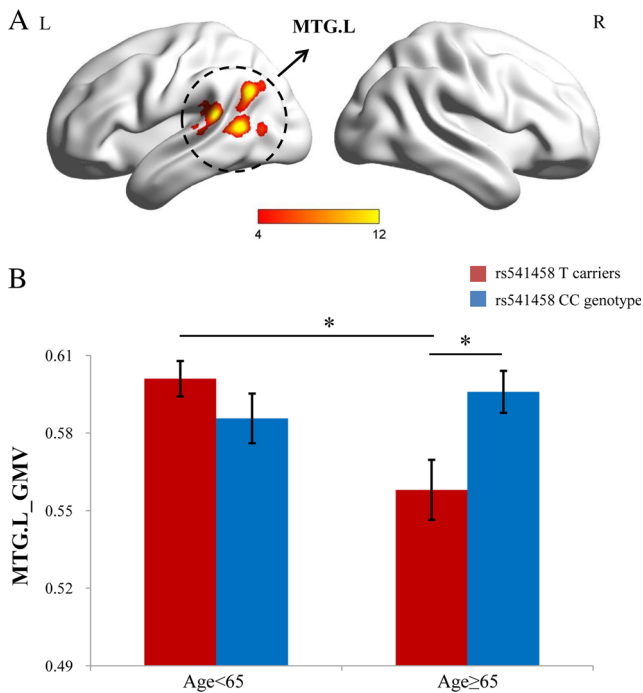 A
L
MTG.L
R
4
12
B
rs541458 T carriers
rs541458 CC genotype
*
*
MTG.L_GMV
0.61
0.58
0.55
0.52
0.49
Age<65
Age≥65